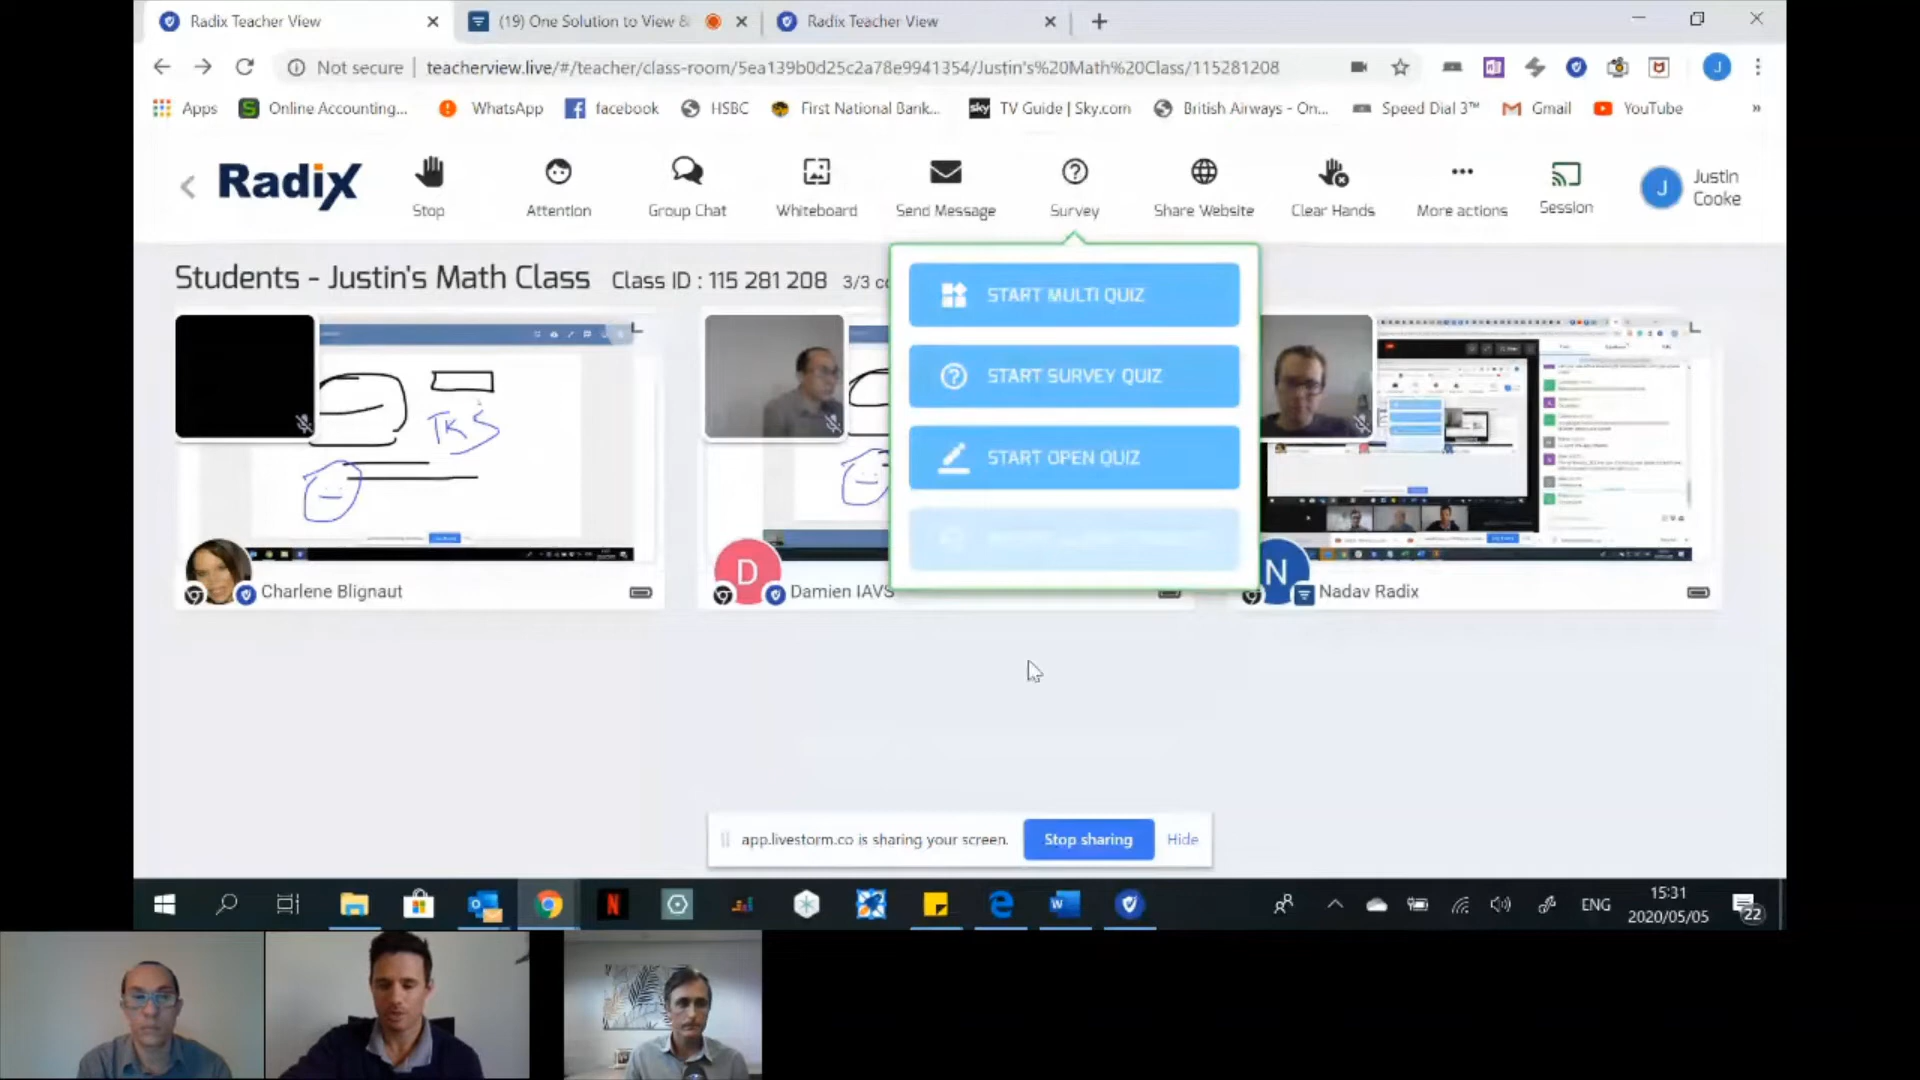 Radix Teacher View
(19) One Solution to View &
Radix Teacher View
Not secure | teacherview.live/#/teacher/class-room/5ea139b0d25c2a78e9941354/Justin's%20Math%20Class/115281208
Apps
Online Accounting...
WhatsApp
facebook
HSBC
First National Bank...
sky TV Guide | Sky.com
British Airways - On...
Speed Dial 3™
Gmail
YouTube
»
Radix
Stop
Attention
Group Chat
Whiteboard
Send Message
Survey
Share Website
Clear Hands
More actions
Session
J
Justin
Cooke
Students - Justin's Math Class Class ID : 115 281 208 3/3 co
START MULTI QUIZ
START SURVEY QUIZ
START OPEN QUIZ
Charlene Blignaut
D
Damien IAVS
N
Nadav Radix
app.livestorm.co is sharing your screen.
Stop sharing
Hide
ENG
15:31
2020/05/05
22